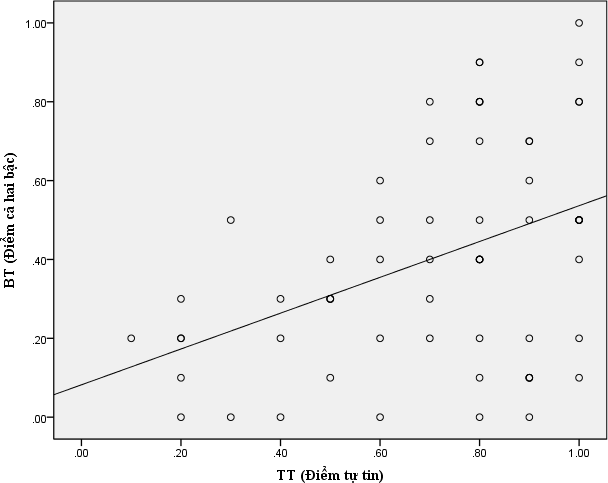 1.00
.80
.60
.40
.20
.00
BT (Điểm cả hai bậc)
.00 .20 .40 .60 .80 1.00
TT (Điểm tự tin)